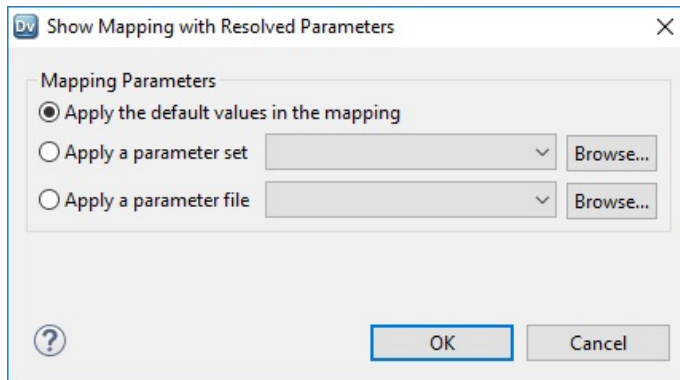 Dv Show Mapping with Resolved Parameters
Mapping Parameters
Apply the default values in the mapping
Apply a parameter set Browse...
Apply a parameter file Browse...
? OK Cancel